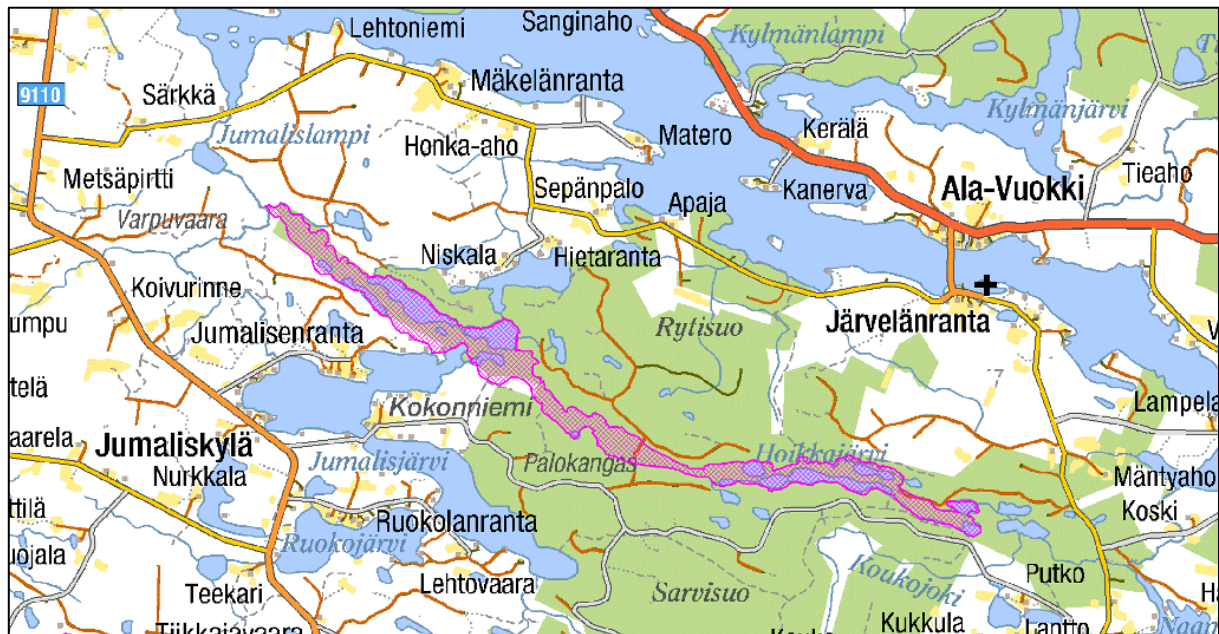 Lehtoniemi
Sanginaho
Kylmänlampi
9110
Särkkä
Mäkelänranta
Kylmänjärvi
Jumalislampi
Honka-aho
Matero
Kerälä
Metsäpirtti
Sepänpalo
Kanerva
Ala-Vuokki
Tieaho
Varpuvaara
Apaja
Niskala
Hietaranta
Koivurinne
umpu
Jumalisenranta
Rytisuo
Järvelänranta
telä
Kokonniemi
Lampela
aarela
Jumaliskylä
Jumalisjärvi
Palokangas
Hoikkajärvi
Nurkkala
Mäntyaho
ttilä
Ruokolanranta
Koski
uojala
Ruokojärvi
Teekari
Lehtovaara
Sarvisuo
Koukojoki
Putko
Kukkula
Lantto